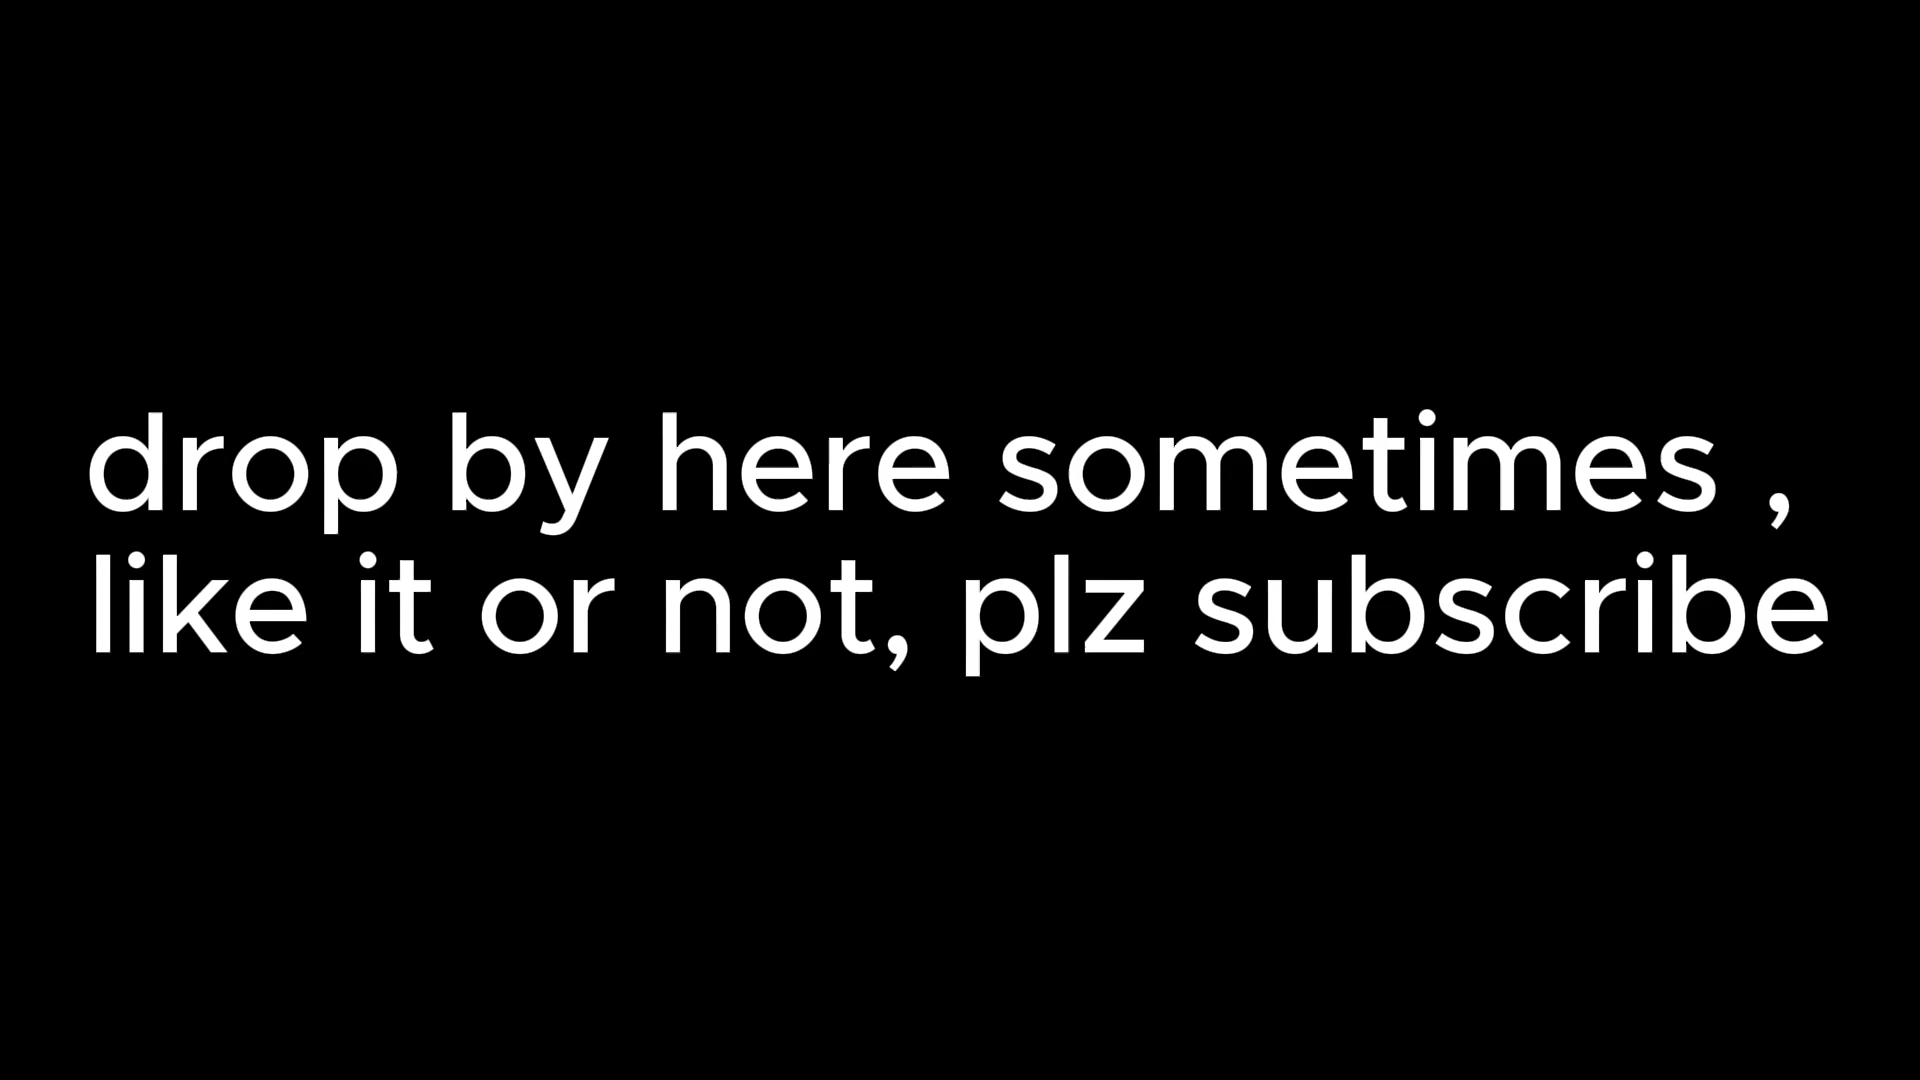 drop by here sometimes ,
like it or not, plz subscribe